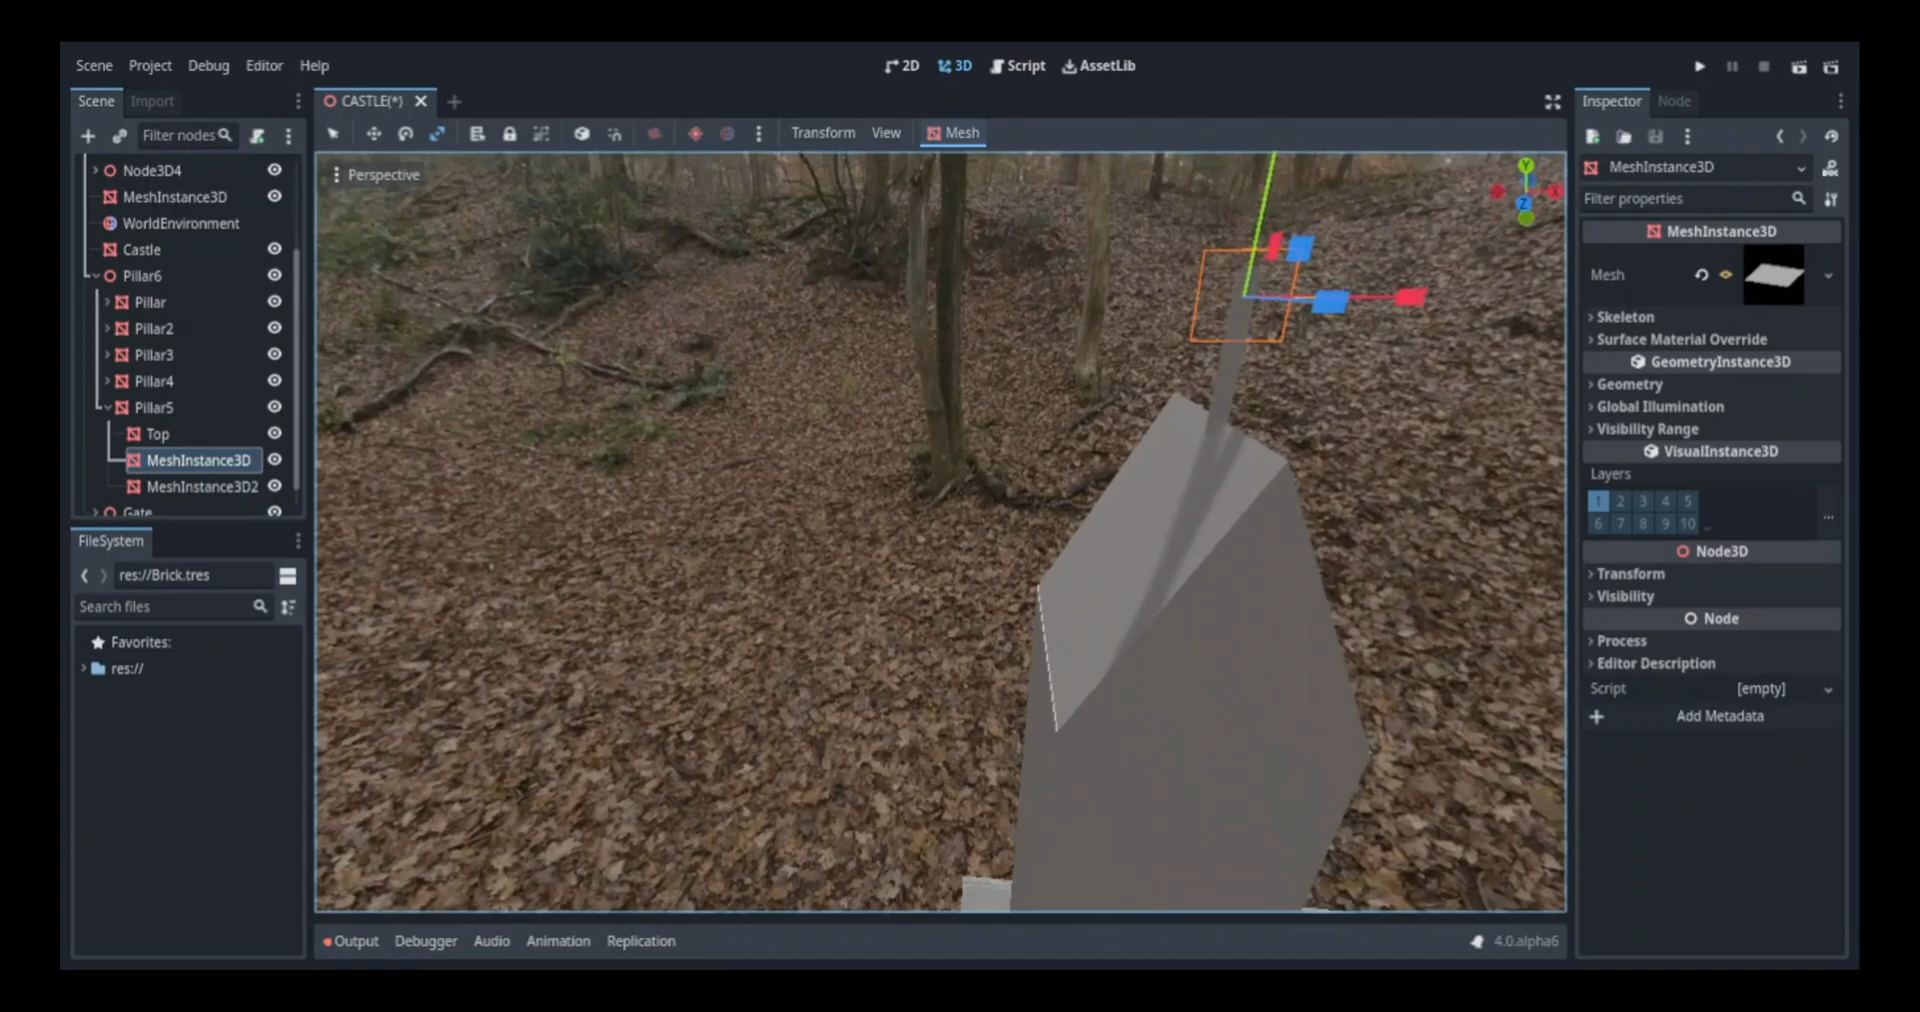 Scene Project Debug Editor Help
2D 3D Script AssetLib
Scene Import
CASTLE(*)
Inspector Node
Filter nodes
Transform View Mesh
Perspective
Node3D4
MeshInstance3D
WorldEnvironment
Castle
Pillar6
Pillar
Pillar2
Pillar3
Pillar4
Pillar5
Top
MeshInstance3D
MeshInstance3D2
Gate
FileSystem
res://Brick.tres
Search files
Favorites:
res://
Y
X
Z
MeshInstance3D
Filter properties
MeshInstance3D
Mesh
Skeleton
Surface Material Override
GeometryInstance3D
Geometry
Global Illumination
Visibility Range
VisualInstance3D
Layers
1 2 3 4 5
6 7 8 9 10
...
Node3D
Transform
Visibility
Node
Process
Editor Description
Script [empty]
Add Metadata
Output Debugger Audio Animation Replication
4.0.alpha6